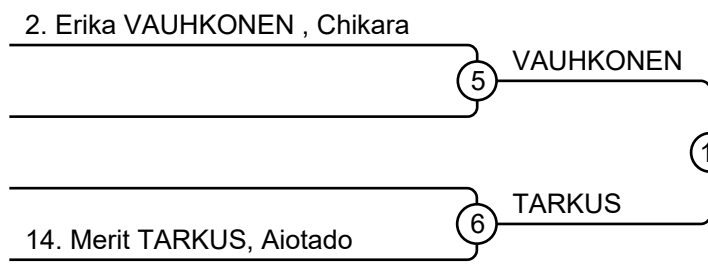 2. Erika VAUHKONEN , Chikara
VAUHKONEN
5
TARKUS
6
14. Merit TARKUS, Aiotado